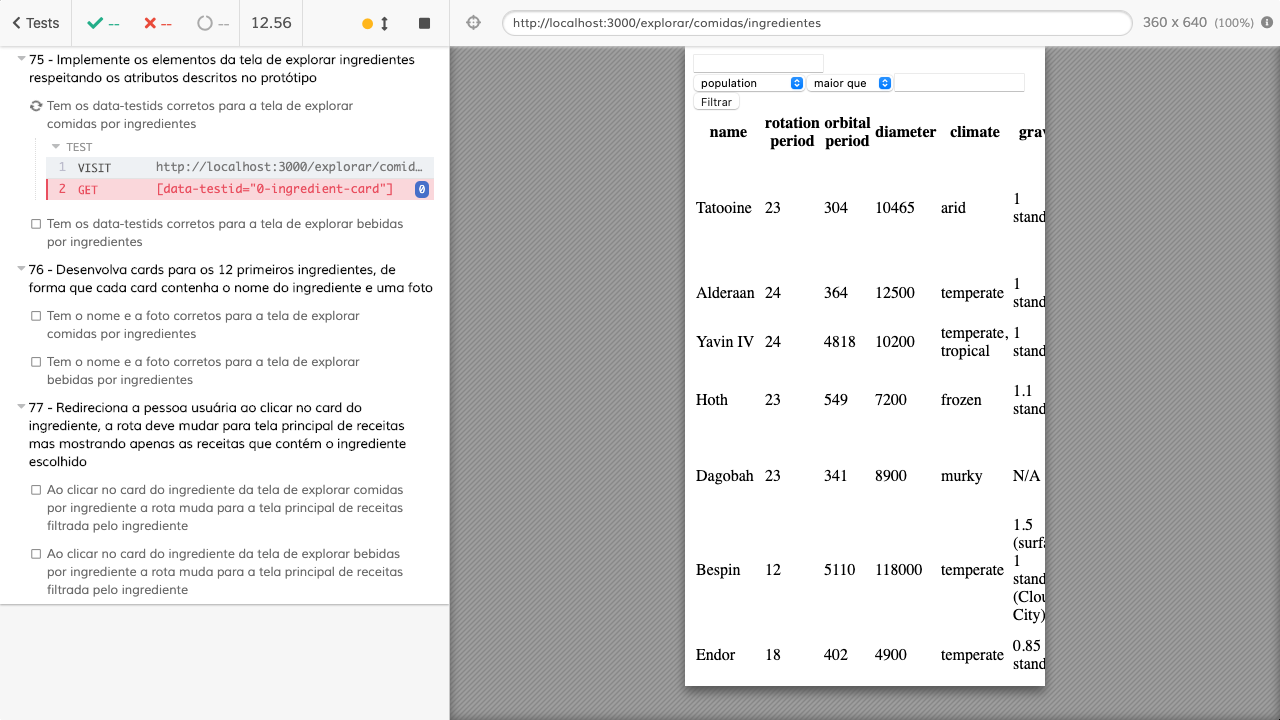 Tests
--
--
--
12.56
http://localhost:3000/explorar/comidas/ingredientes
360 x 640 (100%)
75 - Implemente os elementos da tela de explorar ingredientes
respeitando os atributos descritos no protótipo
Tem os data-testids corretos para a tela de explorar
comidas por ingredientes
TEST
1 VISIT http://localhost:3000/explorar/comid…
2 GET [data-testid="0-ingredient-card"] 0
Tem os data-testids corretos para a tela de explorar bebidas
por ingredientes
76 - Desenvolva cards para os 12 primeiros ingredientes, de
forma que cada card contenha o nome do ingrediente e uma foto
Tem o nome e a foto corretos para a tela de explorar
comidas por ingredientes
Tem o nome e a foto corretos para a tela de explorar
bebidas por ingredientes
77 - Redireciona a pessoa usuária ao clicar no card do
ingrediente, a rota deve mudar para tela principal de receitas
mas mostrando apenas as receitas que contém o ingrediente
escolhido
Ao clicar no card do ingrediente da tela de explorar comidas
por ingrediente a rota muda para a tela principal de receitas
filtrada pelo ingrediente
Ao clicar no card do ingrediente da tela de explorar bebidas
por ingrediente a rota muda para a tela principal de receitas
filtrada pelo ingrediente
population maior que
Filtrar
name rotation period orbital period diameter climate grav
Tatooine 23 304 10465 arid 1 stand
Alderaan 24 364 12500 temperate 1 stand
Yavin IV 24 4818 10200 temperate, tropical 1 stand
Hoth 23 549 7200 frozen 1.1 stand
Dagobah 23 341 8900 murky N/A
Bespin 12 5110 118000 temperate 1.5 (surfa 1 stand (Clou City)
Endor 18 402 4900 temperate 0.85 stand